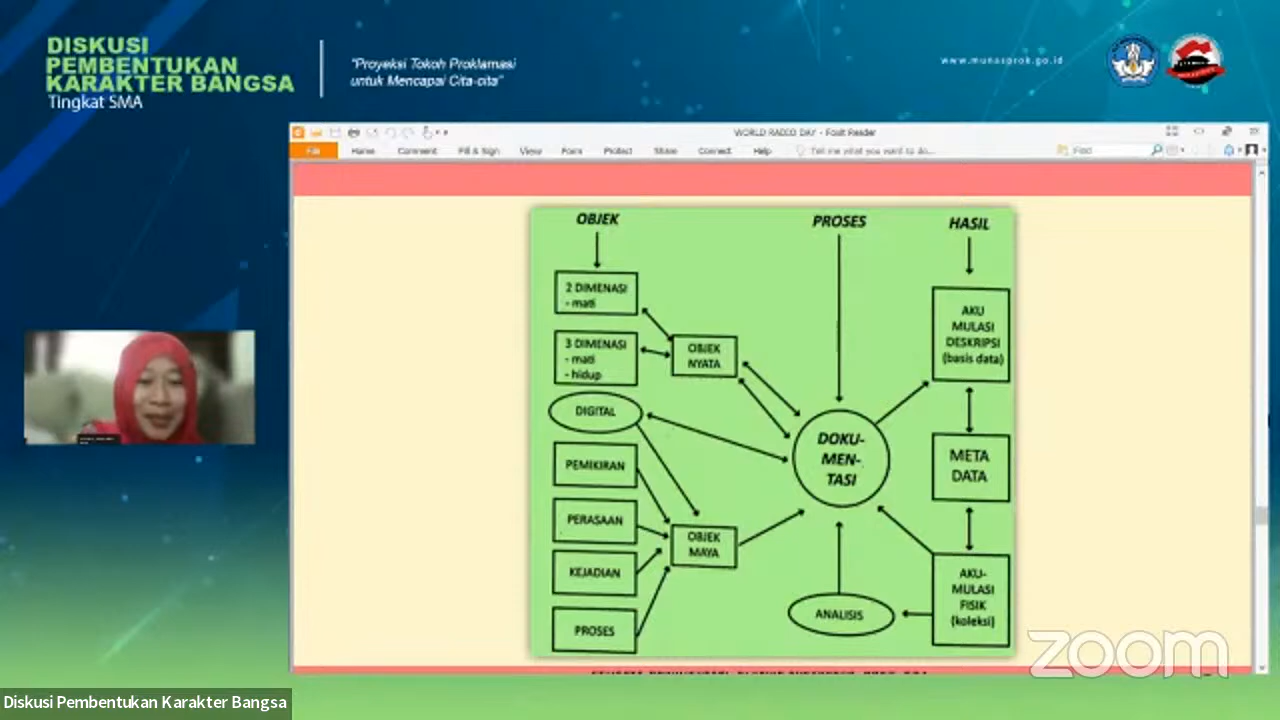 DISKUSI
PEMBENTUKAN
KARAKTER BANGSA
Tingkat SMA
"Proyeksi Tokoh Proklamasi
untuk Mencapai Cita-cita"
www.munasprok.go.id
WORLD RADIO DAY - Foxit Reader
File Home Comment Fill & Sign View Form Protect Share Connect Help Tell me what you want to do... Find
OBJEK
PROSES
HASIL
2 DIMENASI
- mati
3 DIMENASI
- mati
- hidup
OBJEK
NYATA
AKU
MULASI
DESKRIPSI
(basis data)
DIGITAL
DOKU-
MEN-
TASI
PEMIKIRAN
META
DATA
PERASAAN
OBJEK
MAYA
KEJADIAN
AKU-
MULASI
FISIK
(koleksi)
ANALISIS
PROSES
zoom
Diskusi Pembentukan Karakter Bangsa